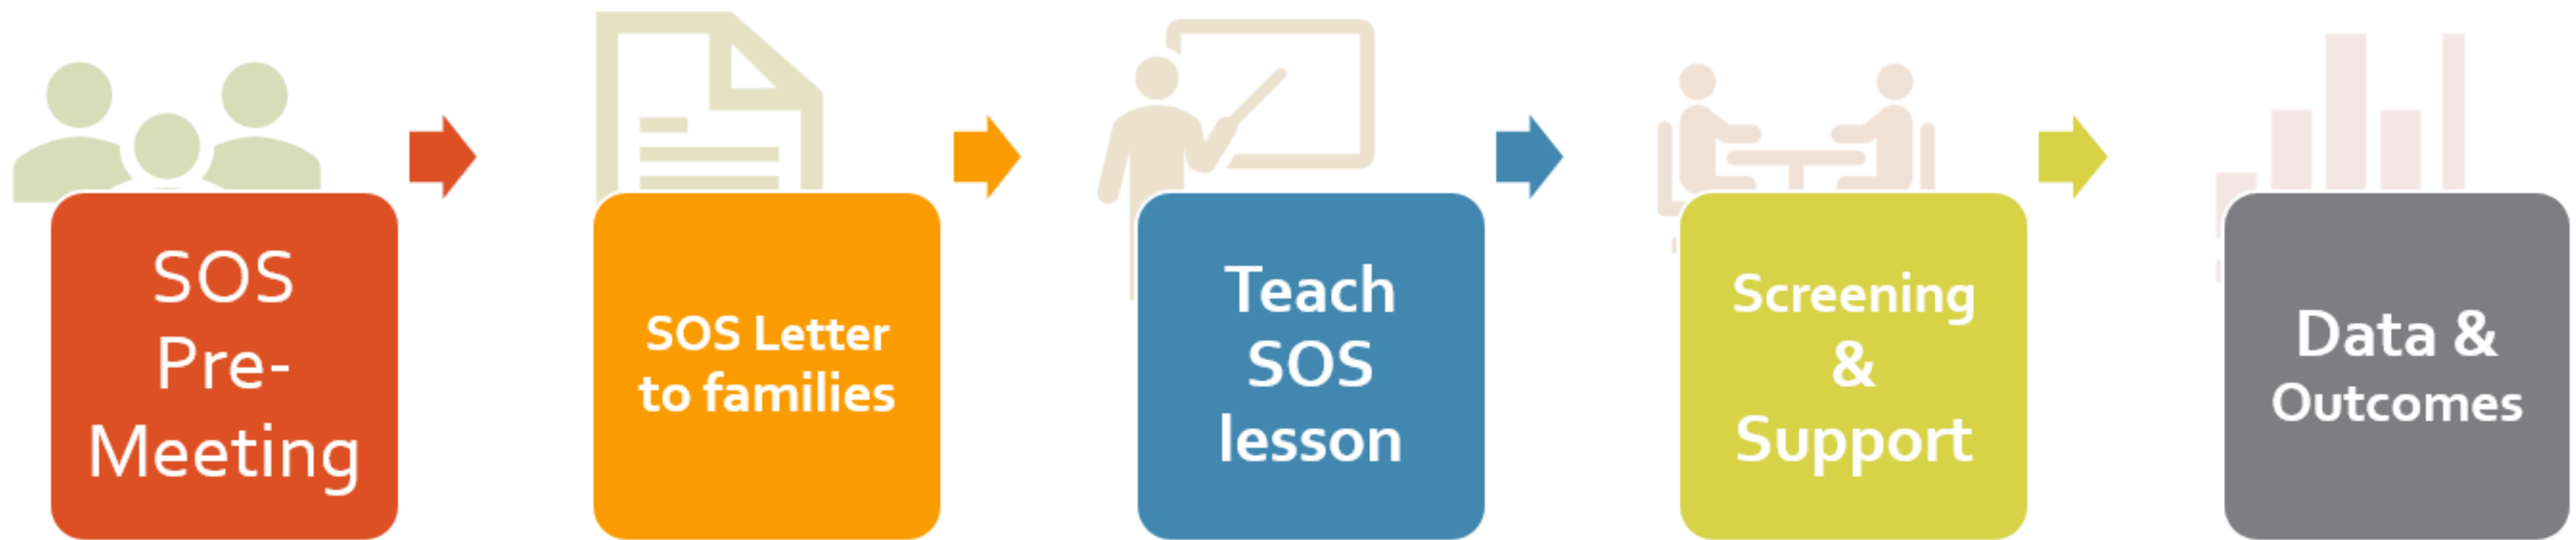 SOS
Pre-
Meeting
SOS Letter
to families
Teach
SOS
lesson
Screening
&
Support
Data &
Outcomes